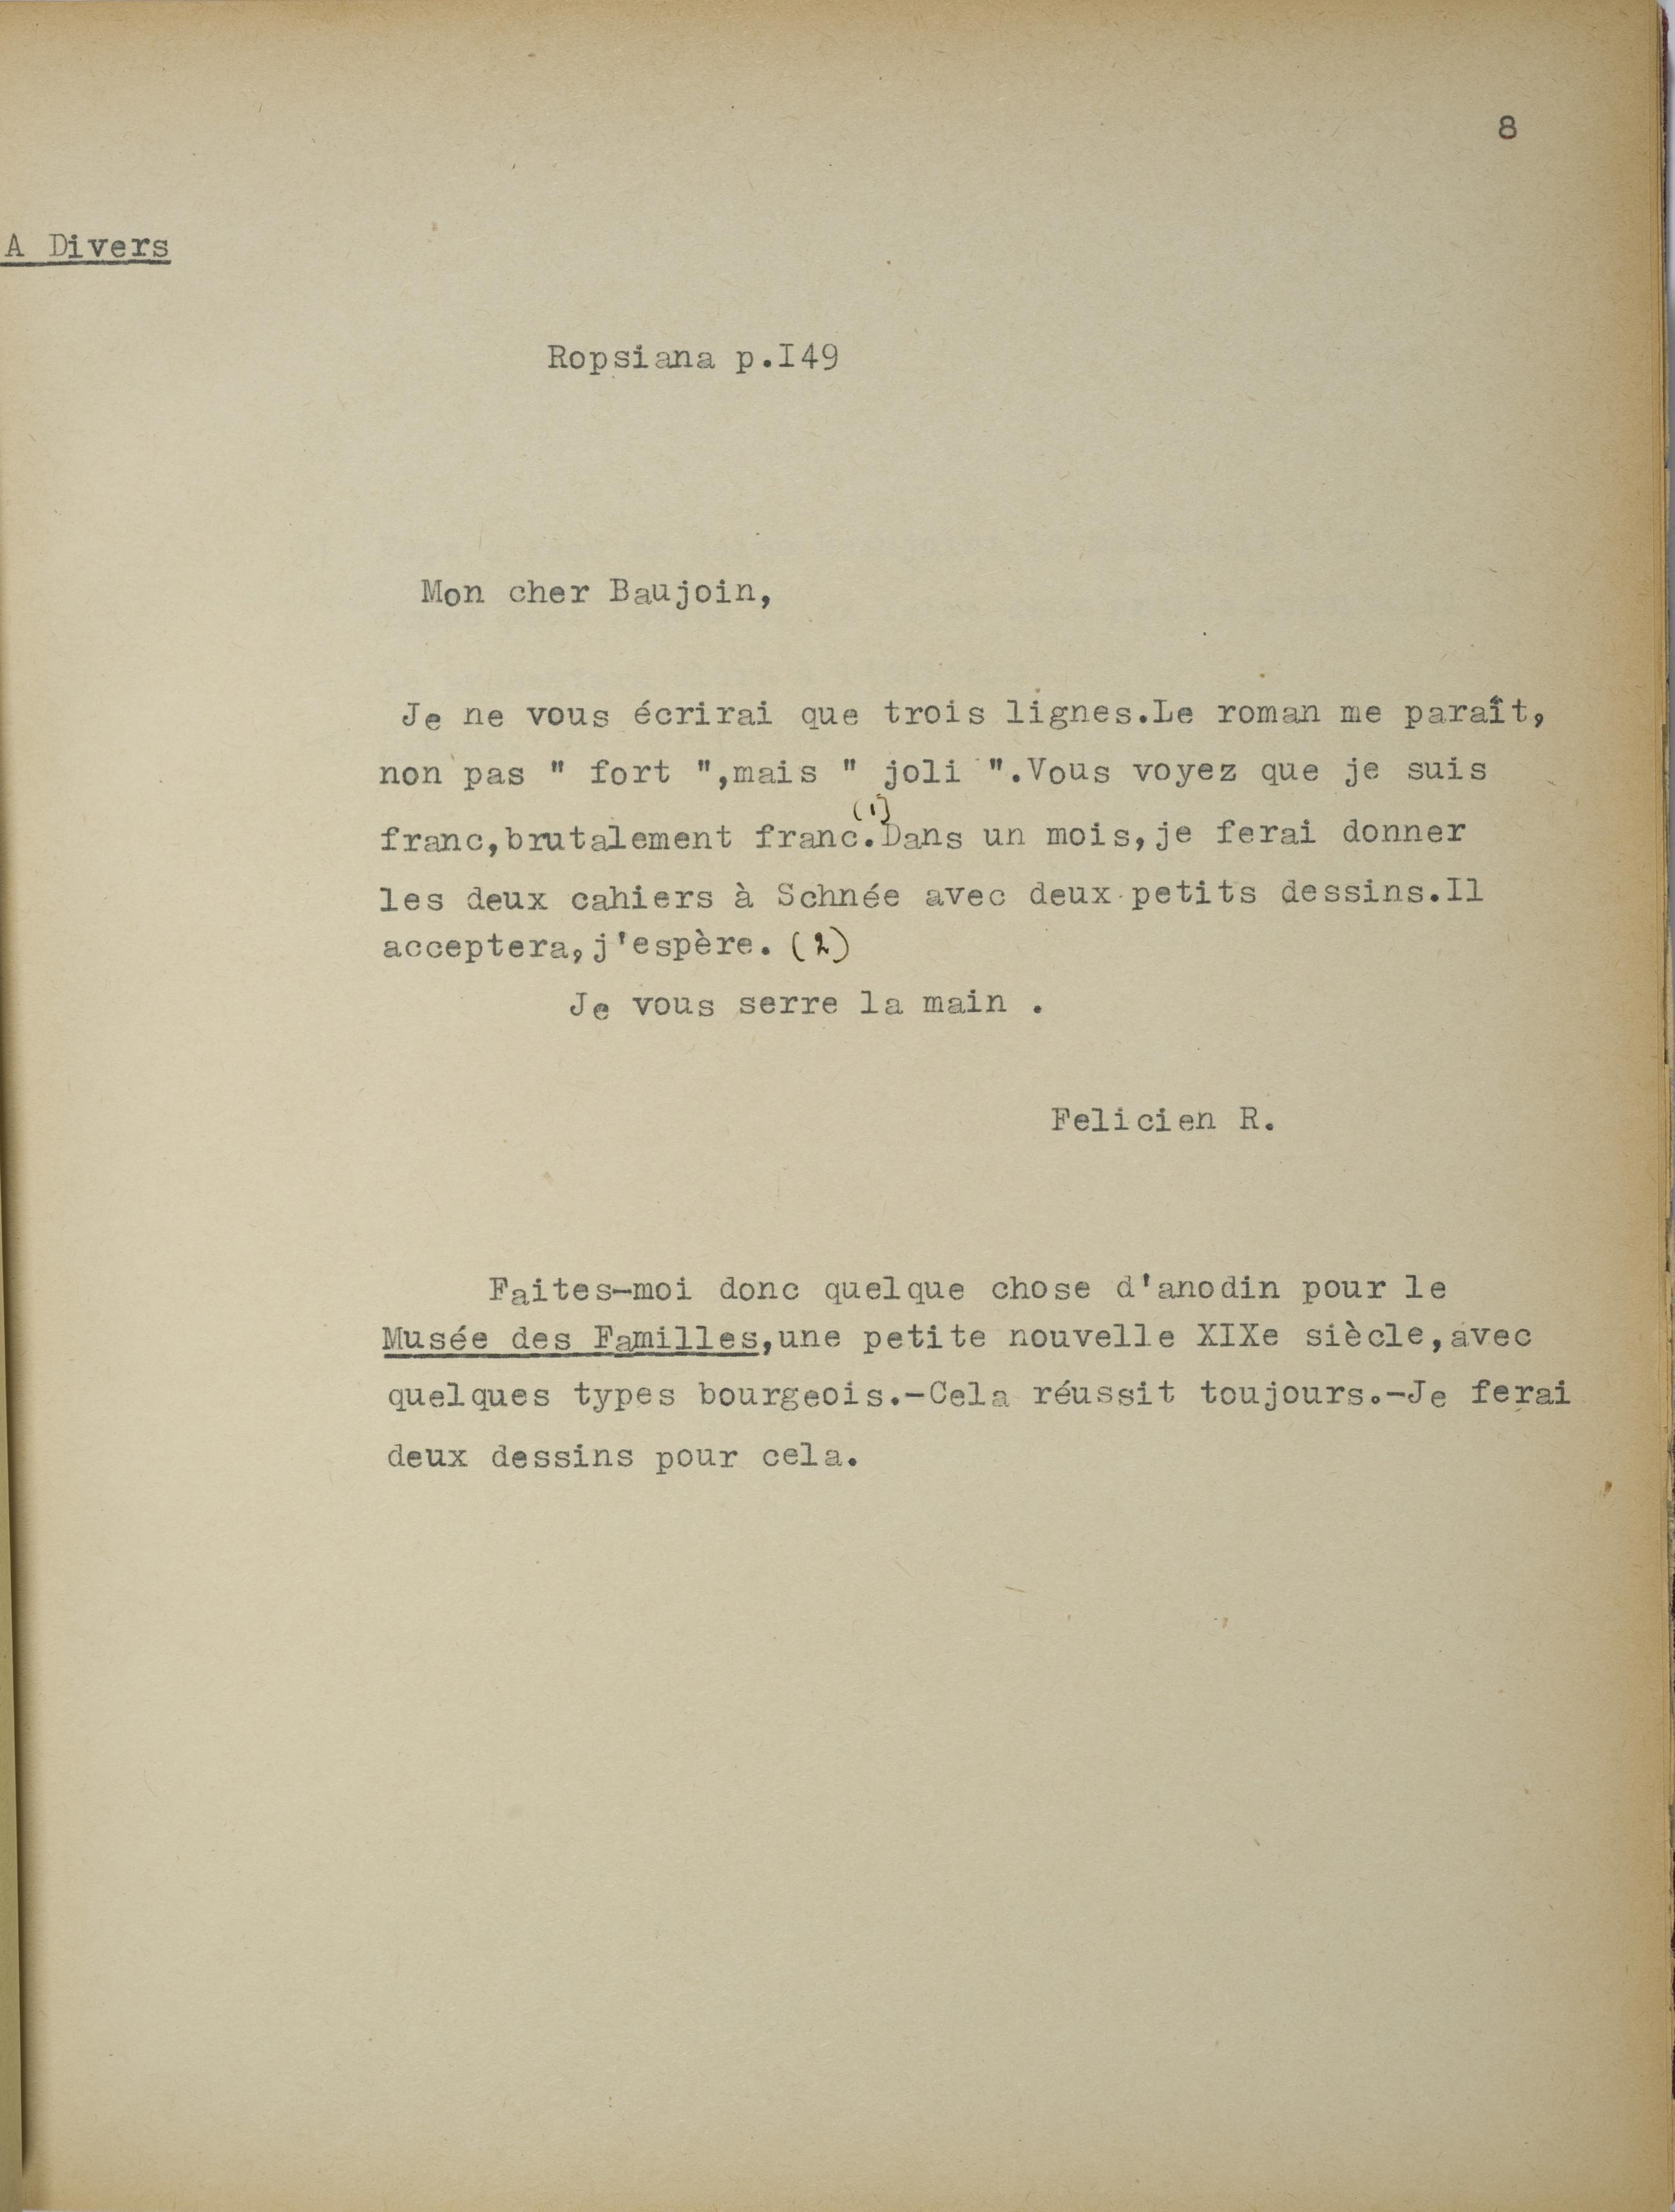 8
A Divers
Ropsiana p.I49
Mon cher Baujoin,
Je ne vous écrirai que trois lignes.Le roman me paraît,
non pas " fort ",mais " joli ".Vous voyez que je suis
franc,brutalement franc.(1)Dans un mois,je ferai donner
les deux cahiers à Schnée avec deux petits dessins.Il
acceptera,j'espère. (2)
Je vous serre la main .
Felicien R.
Faites-moi donc quelque chose d'anodin pour le
Musée des Familles,une petite nouvelle XIXe siècle,avec
quelques types bourgeois.-Cela réussit toujours.-Je ferai
deux dessins pour cela.